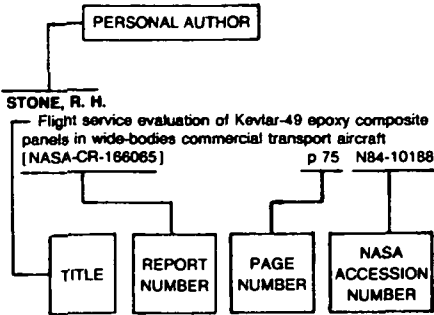 PERSONAL AUTHOR
STONE, R. H.
Flight service evaluation of Kevlar-49 epoxy composite
panels in wide-bodies commercial transport aircraft
[NASA-CR-166065] p 75 N84-10188
TITLE
REPORT
NUMBER
PAGE
NUMBER
NASA
ACCESSION
NUMBER